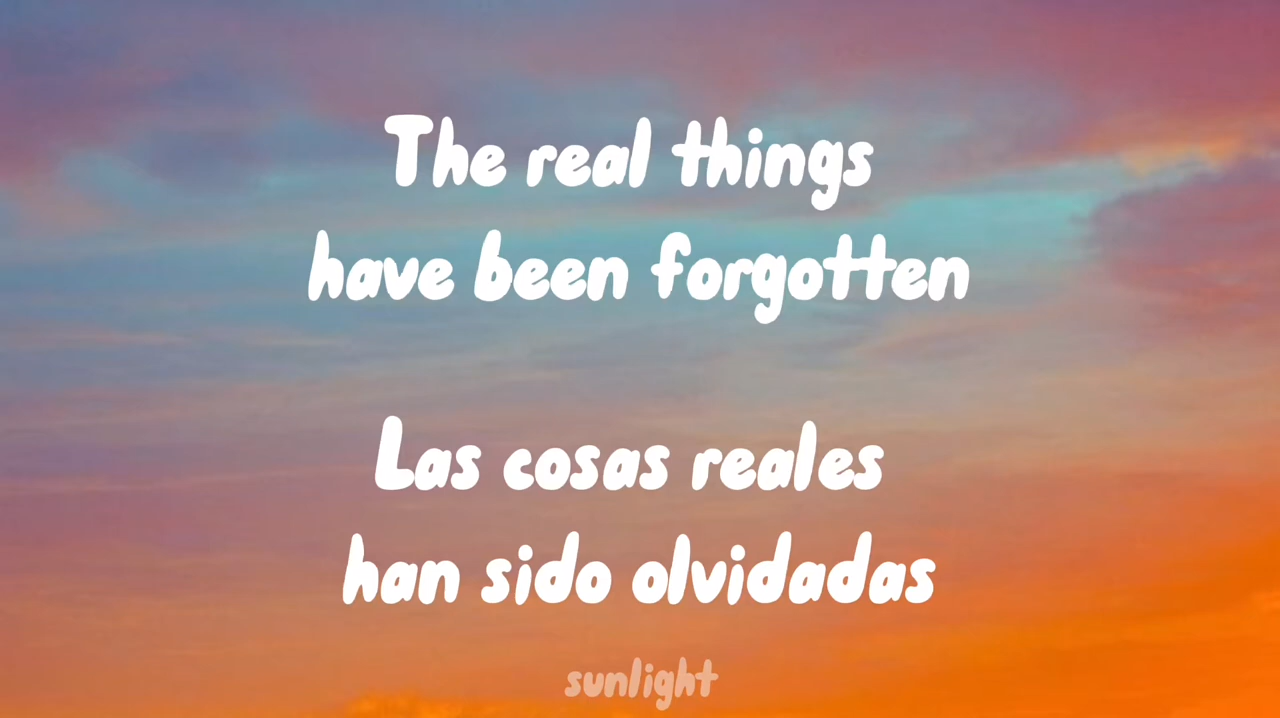 The real things
have been forgotten
Las cosas reales
han sido olvidadas
sunlight